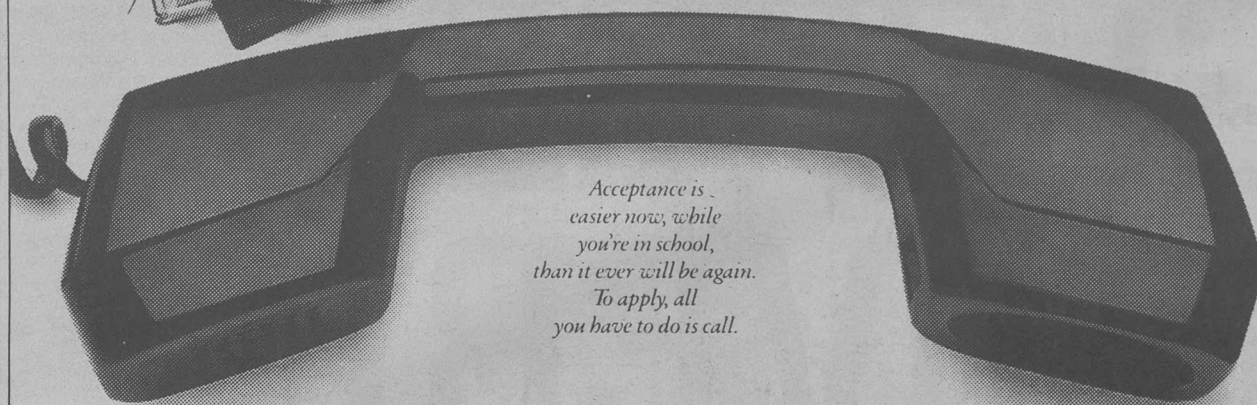 Acceptance is
easier now, while
you're in school,
than it ever will be again.
To apply, all
you have to do is call.